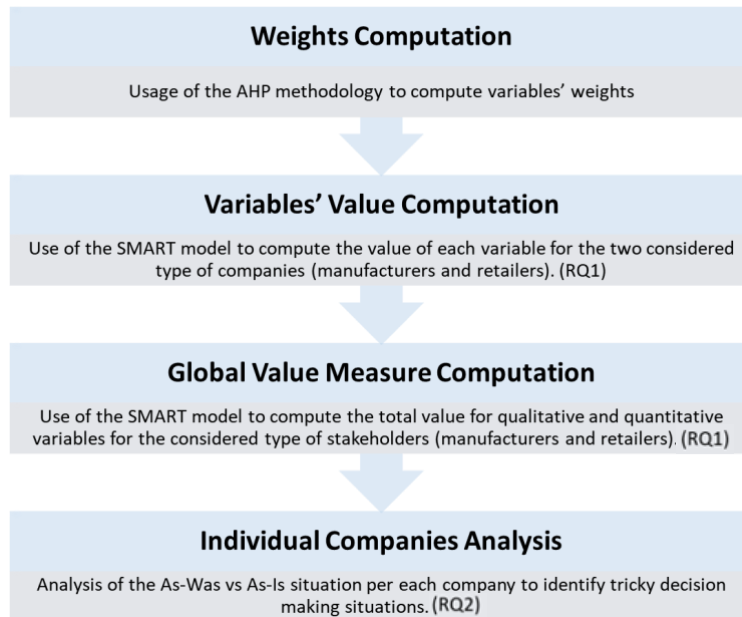 Weights Computation
Usage of the AHP methodology to compute variables’ weights
Variables’ Value Computation
Use of the SMART model to compute the value of each variable for the two considered
type of companies (manufacturers and retailers). (RQ1)
Global Value Measure Computation
Use of the SMART model to compute the total value for qualitative and quantitative
variables for the considered type of stakeholders (manufacturers and retailers). (RQ1)
Individual Companies Analysis
Analysis of the As-Was vs As-Is situation per each company to identify tricky decision
making situations. (RQ2)